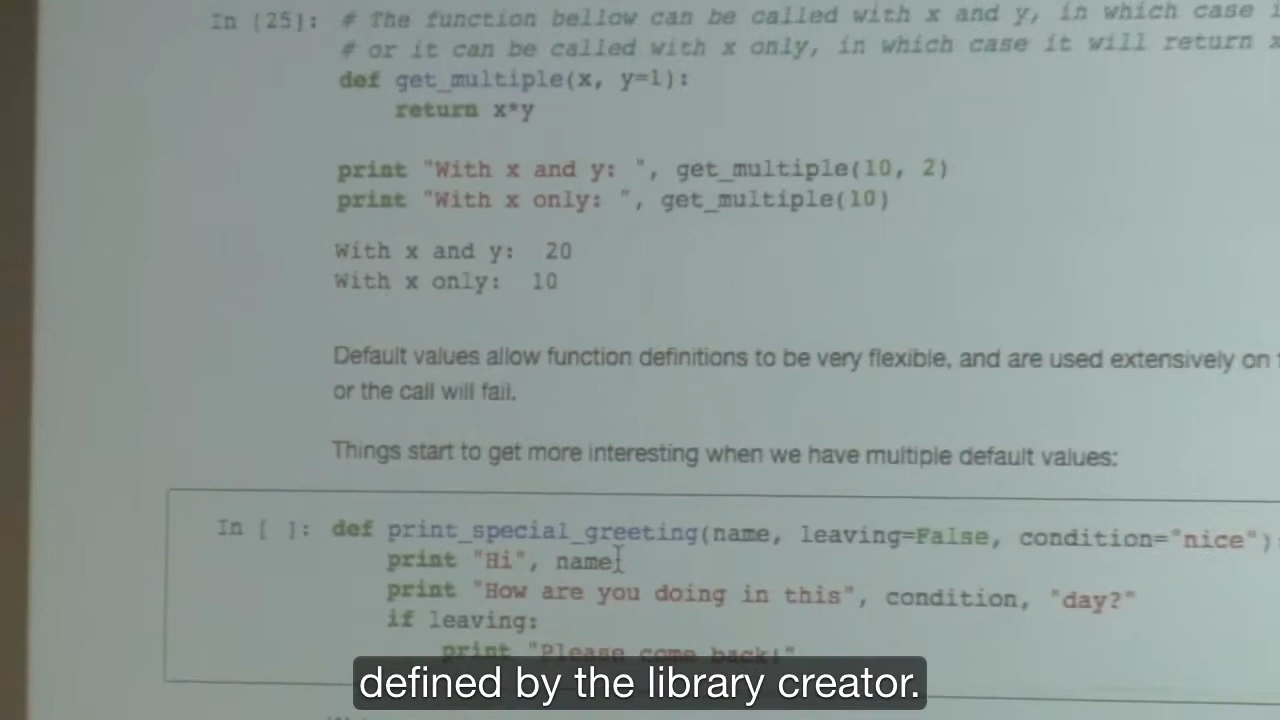 In [25]: # The function bellow can be called with x and y, in which case i
# or it can be called with x only, in which case it will return x
def get_multiple(x, y=1):
return x*y
print "With x and y: ", get_multiple(10, 2)
print "With x only: ", get_multiple(10)
With x and y:  20
With x only:  10
Default values allow function definitions to be very flexible, and are used extensively on
or the call will fail.
Things start to get more interesting when we have multiple default values:
In [ ]: def print_special_greeting(name, leaving=False, condition="nice"):
print "Hi", name
print "How are you doing in this", condition, "day?"
if leaving:
print "Please come back!"
defined by the library creator.